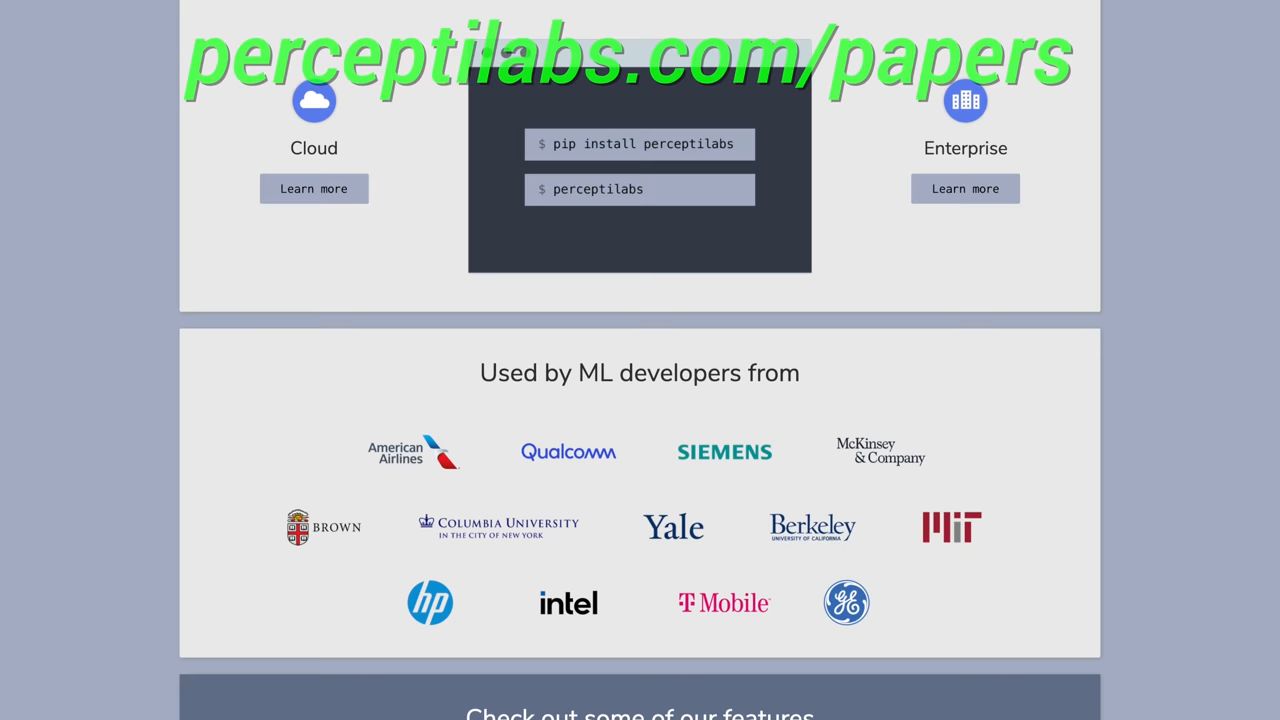 perceptilabs.com/papers
Cloud
Learn more
$ pip install perceptilabs
$ perceptilabs
Enterprise
Learn more
Used by ML developers from
American
Airlines
Qualcomm
SIEMENS
McKinsey
& Company
BROWN
COLUMBIA UNIVERSITY
IN THE CITY OF NEW YORK
Yale
Berkeley
UNIVERSITY OF CALIFORNIA
MIT
hp
intel
T Mobile
GE
Check out some of our features